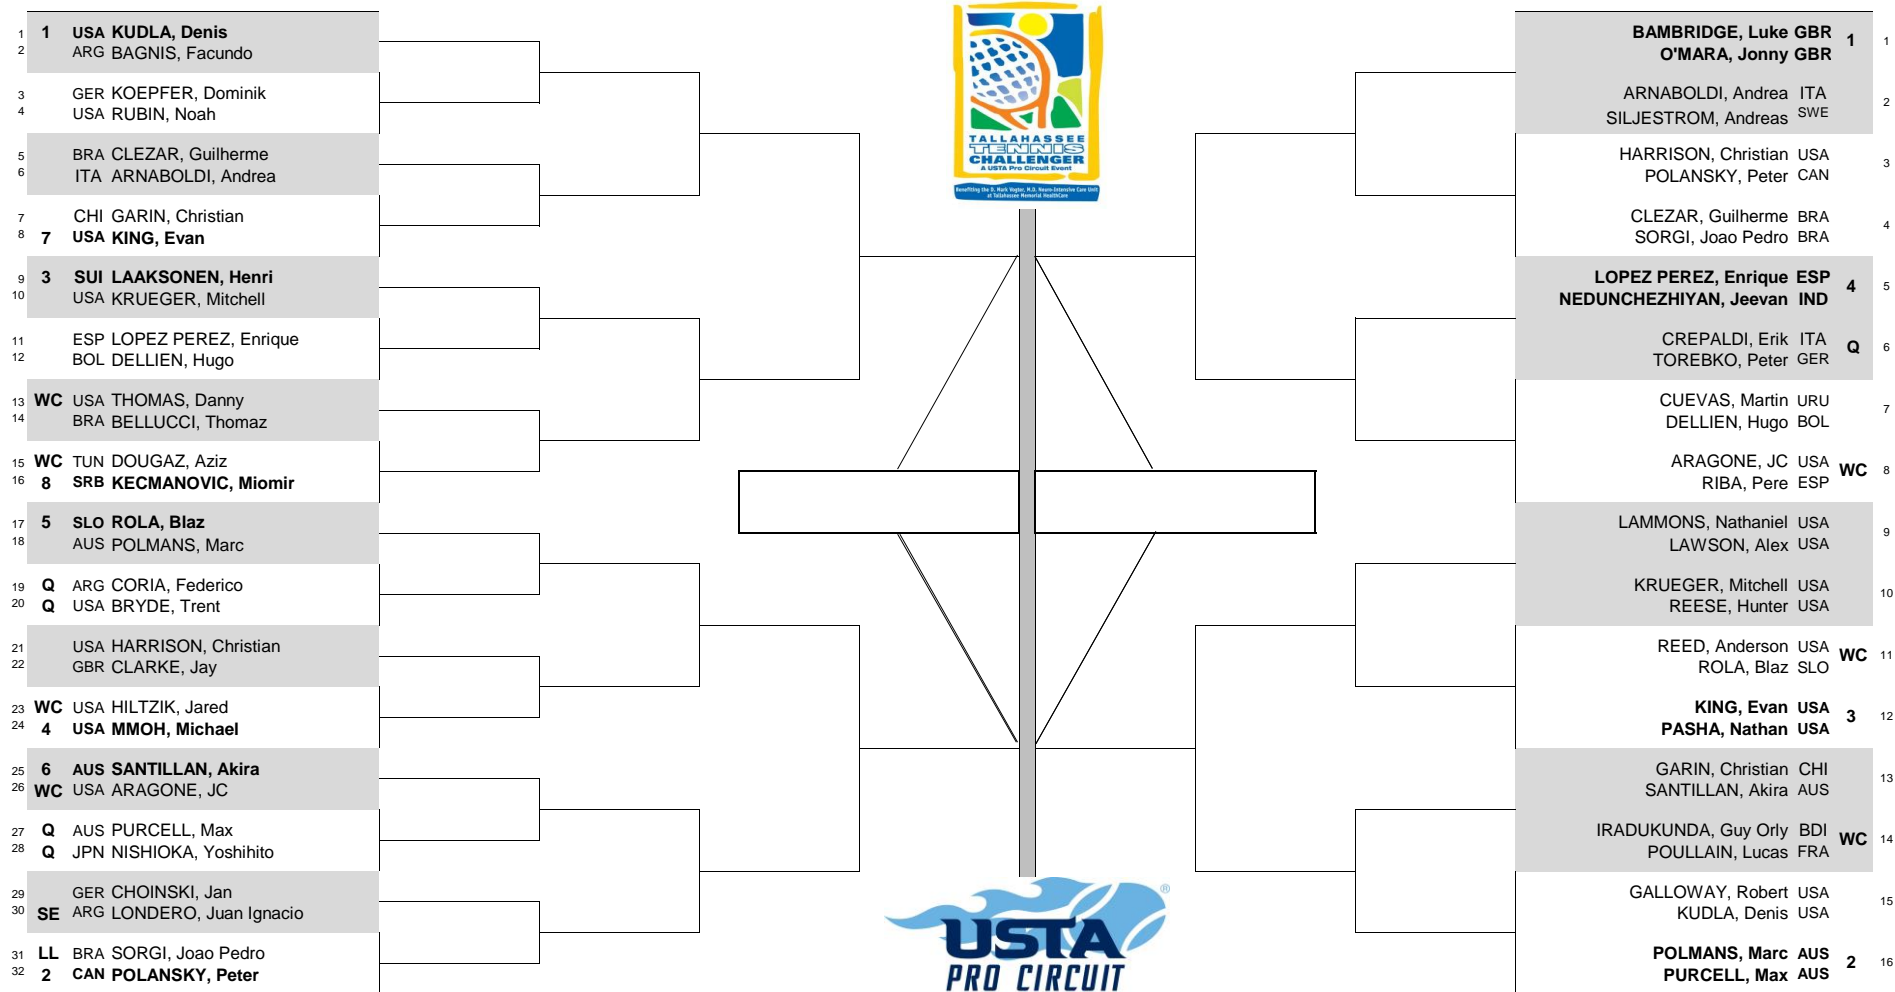 1 1 USA KUDLA, Denis
2 ARG BAGNIS, Facundo
3 GER KOEPFER, Dominik
4 USA RUBIN, Noah
5 BRA CLEZAR, Guilherme
6 ITA ARNABOLDI, Andrea
7 CHI GARIN, Christian
8 7 USA KING, Evan
9 3 SUI LAAKSONEN, Henri
10 USA KRUEGER, Mitchell
11 ESP LOPEZ PEREZ, Enrique
12 BOL DELLIEN, Hugo
13 WC USA THOMAS, Danny
14 BRA BELLUCCI, Thomaz
15 WC TUN DOUGAZ, Aziz
16 8 SRB KECMANOVIC, Miomir
17 5 SLO ROLA, Blaz
18 AUS POLMANS, Marc
19 Q ARG CORIA, Federico
20 Q USA BRYDE, Trent
21 USA HARRISON, Christian
22 GBR CLARKE, Jay
23 WC USA HILTZIK, Jared
24 4 USA MMOH, Michael
25 6 AUS SANTILLAN, Akira
26 WC USA ARAGONE, JC
27 Q AUS PURCELL, Max
28 Q JPN NISHIOKA, Yoshihito
29 GER CHOINSKI, Jan
30 SE ARG LONDERO, Juan Ignacio
31 LL BRA SORGI, Joao Pedro
32 2 CAN POLANSKY, Peter
TALLAHASSEE
TENNIS
CHALLENGER
A USTA Pro Circuit Event
Benefiting the D. Mark Vogter, M.D. Neuro-Intensive Care Unit
at Tallahassee Memorial HealthCare
USTA ®
PRO CIRCUIT
BAMBRIDGE, Luke GBR 1 1
O'MARA, Jonny GBR
ARNABOLDI, Andrea ITA 2
SILJESTROM, Andreas SWE
HARRISON, Christian USA 3
POLANSKY, Peter CAN
CLEZAR, Guilherme BRA 4
SORGI, Joao Pedro BRA
LOPEZ PEREZ, Enrique ESP 4 5
NEDUNCHEZHIYAN, Jeevan IND
CREPALDI, Erik ITA Q 6
TOREBKO, Peter GER
CUEVAS, Martin URU 7
DELLIEN, Hugo BOL
ARAGONE, JC USA WC 8
RIBA, Pere ESP
LAMMONS, Nathaniel USA 9
LAWSON, Alex USA
KRUEGER, Mitchell USA 10
REESE, Hunter USA
REED, Anderson USA WC 11
ROLA, Blaz SLO
KING, Evan USA 3 12
PASHA, Nathan USA
GARIN, Christian CHI 13
SANTILLAN, Akira AUS
IRADUKUNDA, Guy Orly BDI WC 14
POULLAIN, Lucas FRA
GALLOWAY, Robert USA 15
KUDLA, Denis USA
POLMANS, Marc AUS 2 16
PURCELL, Max AUS